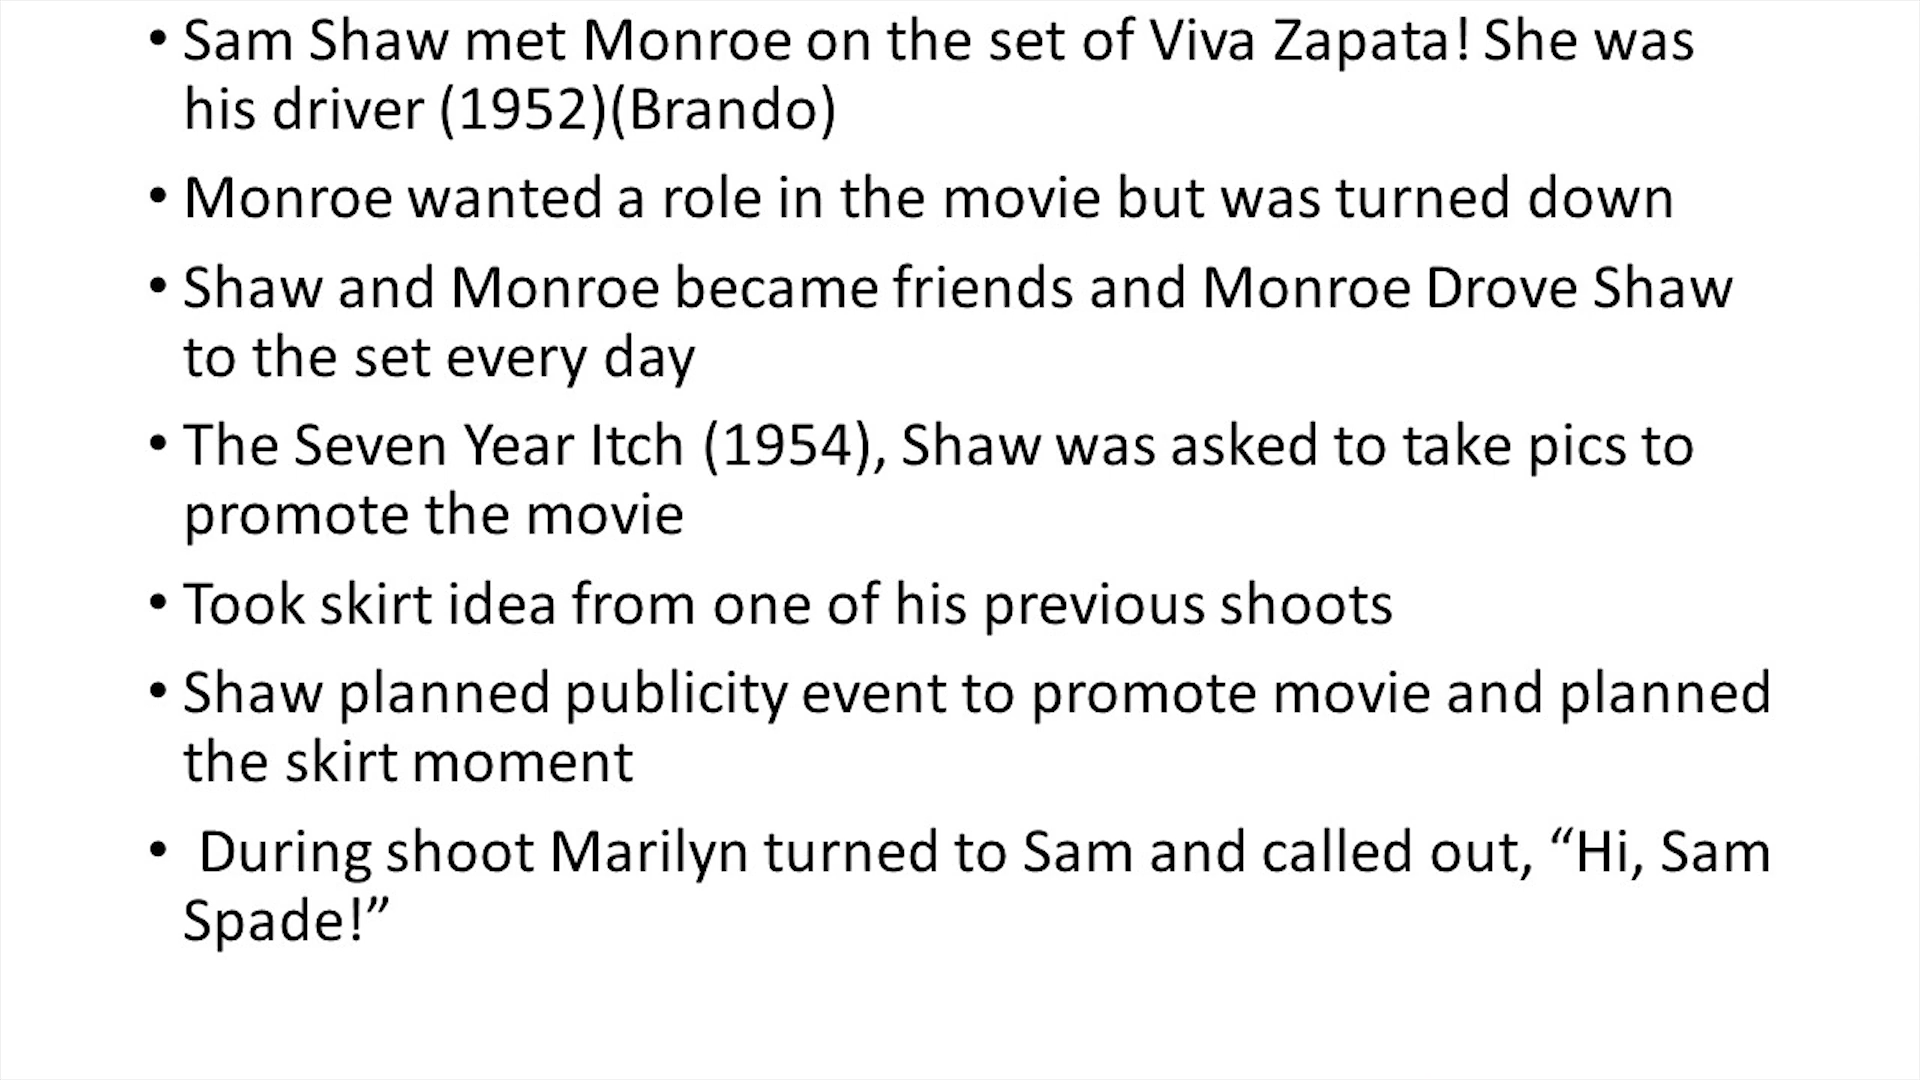 • Sam Shaw met Monroe on the set of Viva Zapata! She was
his driver (1952)(Brando)
• Monroe wanted a role in the movie but was turned down
• Shaw and Monroe became friends and Monroe Drove Shaw
to the set every day
• The Seven Year Itch (1954), Shaw was asked to take pics to
promote the movie
• Took skirt idea from one of his previous shoots
• Shaw planned publicity event to promote movie and planned
the skirt moment
• During shoot Marilyn turned to Sam and called out, “Hi, Sam
Spade!”